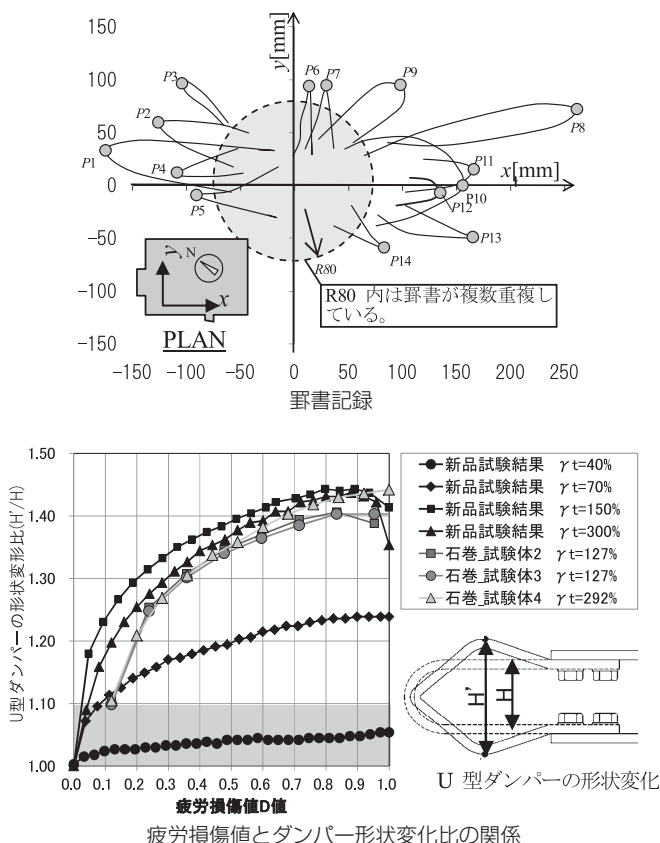 y[mm]
150
100
50
0
−50
−100
−150
P1
P2
P3
P4
P5
P6
P7
P8
P9
P10
P11
P12
P13
P14
x[mm]
R80
N
y
x
PLAN
R80 内は罫書が複数重複し
ている。
−150 −100 −50 0 50 100 150 200 250 300
罫書記録
U型ダンパーの形状変形比(H'/H)
1.50
1.40
1.30
1.20
1.10
1.00
0.0 0.1 0.2 0.3 0.4 0.5 0.6 0.7 0.8 0.9 1.0
疲労損傷値D値
新品試験結果 γt=40%
新品試験結果 γt=70%
新品試験結果 γt=150%
新品試験結果 γt=300%
石巻_試験体2 γt=127%
石巻_試験体3 γt=127%
石巻_試験体4 γt=292%
H'
H
U 型ダンパーの形状変化
疲労損傷値とダンパー形状変化比の関係